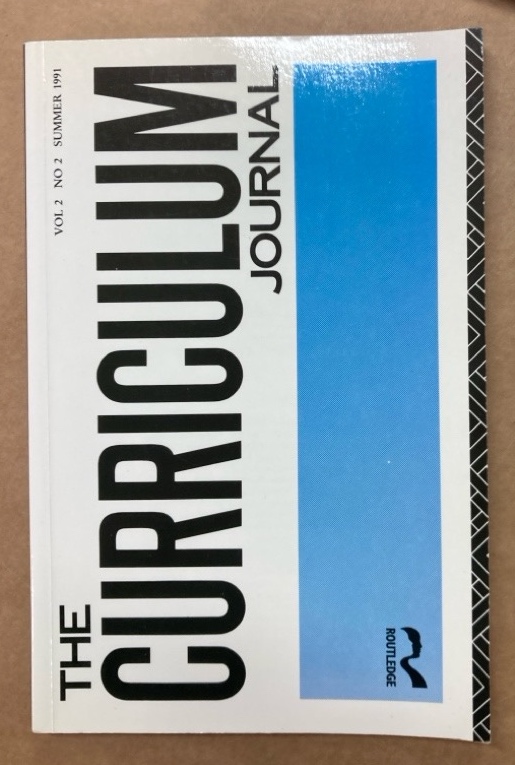 VOL 2 NO 2 SUMMER 1991
THE
CURRICULUM
JOURNAL
ROUTLEDGE